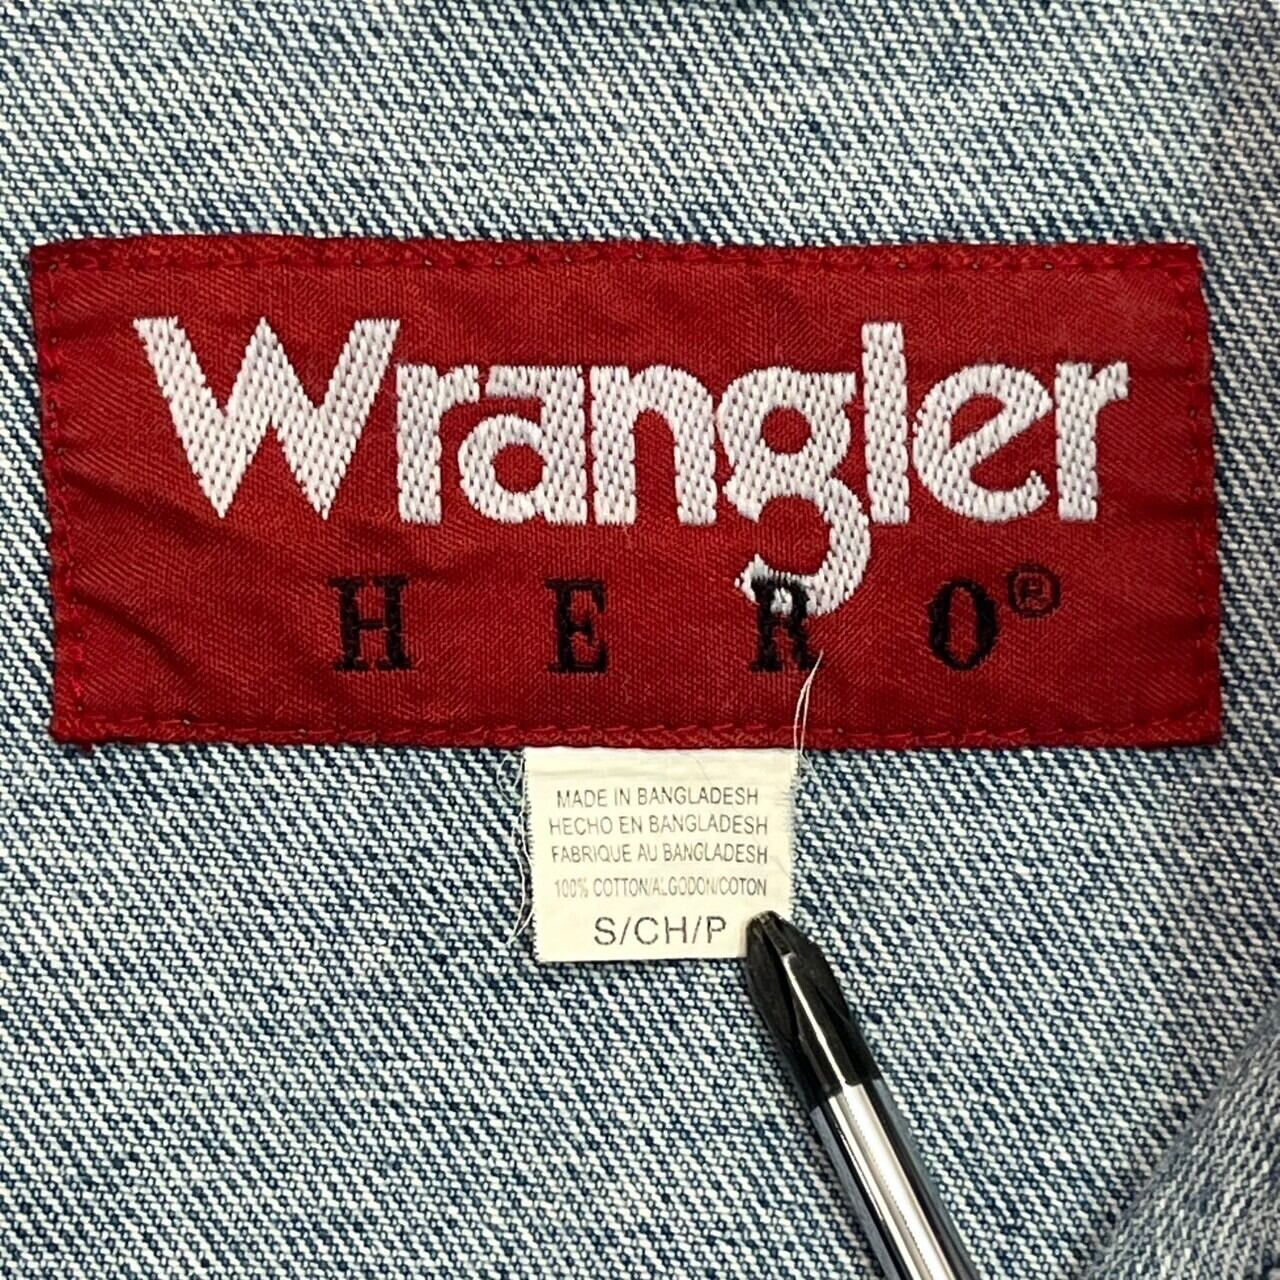 Wrangler
HERO®
MADE IN BANGLADESH
HECHO EN BANGLADESH
FABRIQUE AU BANGLADESH
100% COTTON/ALGODON/COTON
S/CH/P